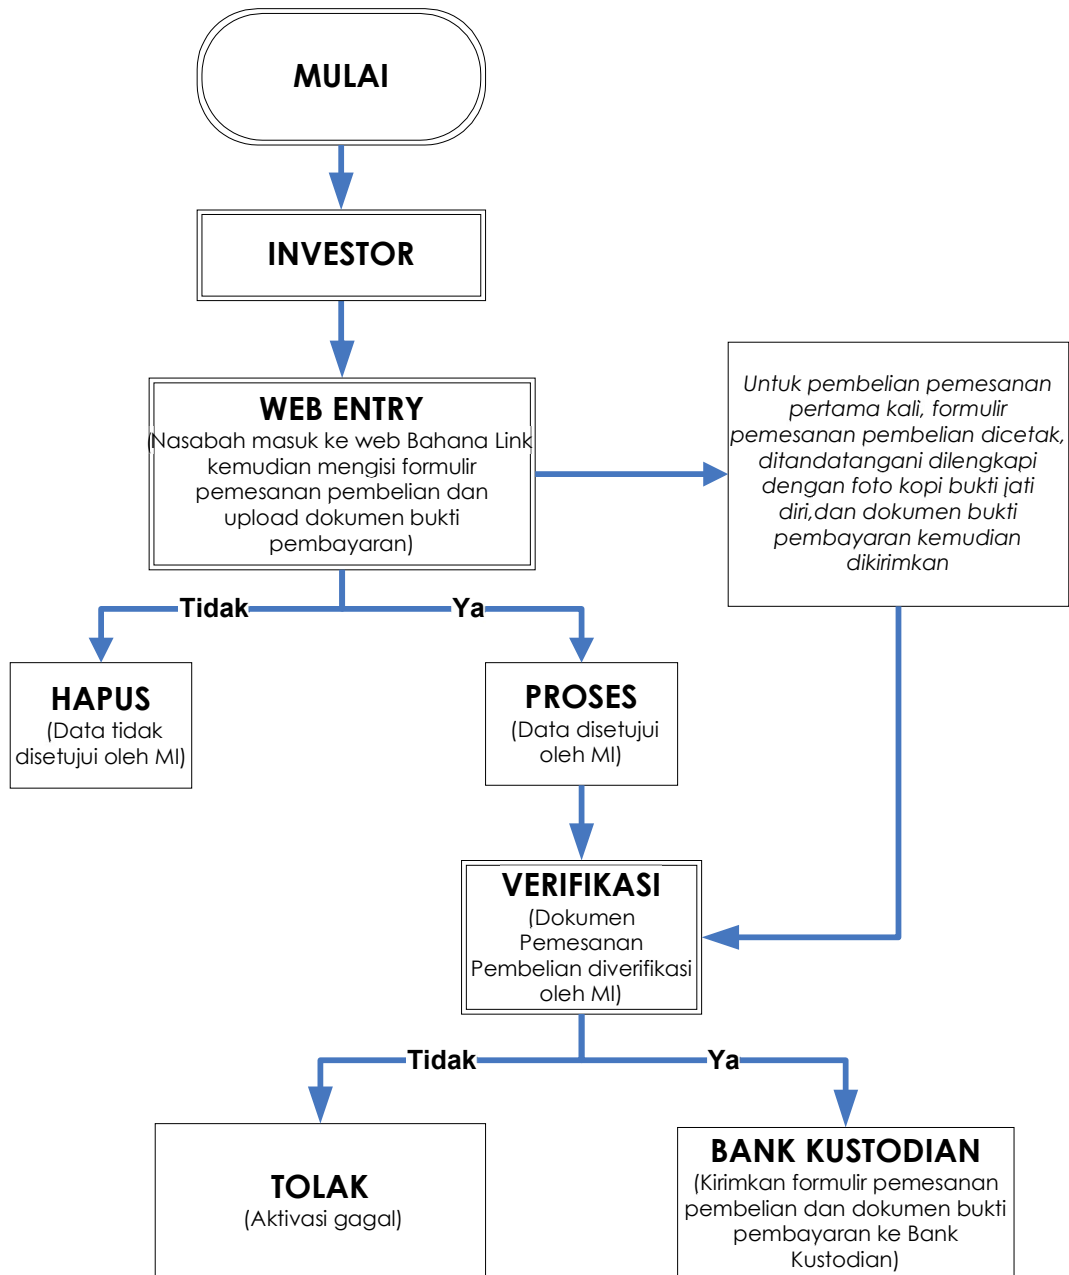 MULAI
INVESTOR
WEB ENTRY
(Nasabah masuk ke web Bahana Link
kemudian mengisi formulir
pemesanan pembelian dan
upload dokumen bukti
pembayaran)
Untuk pembelian pemesanan
pertama kali, formulir
pemesanan pembelian dicetak,
ditandatangani dilengkapi
dengan foto kopi bukti jati
diri,dan dokumen bukti
pembayaran kemudian
dikirimkan
Tidak
Ya
HAPUS
(Data tidak
disetujui oleh MI)
PROSES
(Data disetujui
oleh MI)
VERIFIKASI
(Dokumen
Pemesanan
Pembelian diverifikasi
oleh MI)
Tidak
Ya
TOLAK
(Aktivasi gagal)
BANK KUSTODIAN
(Kirimkan formulir pemesanan
pembelian dan dokumen bukti
pembayaran ke Bank
Kustodian)